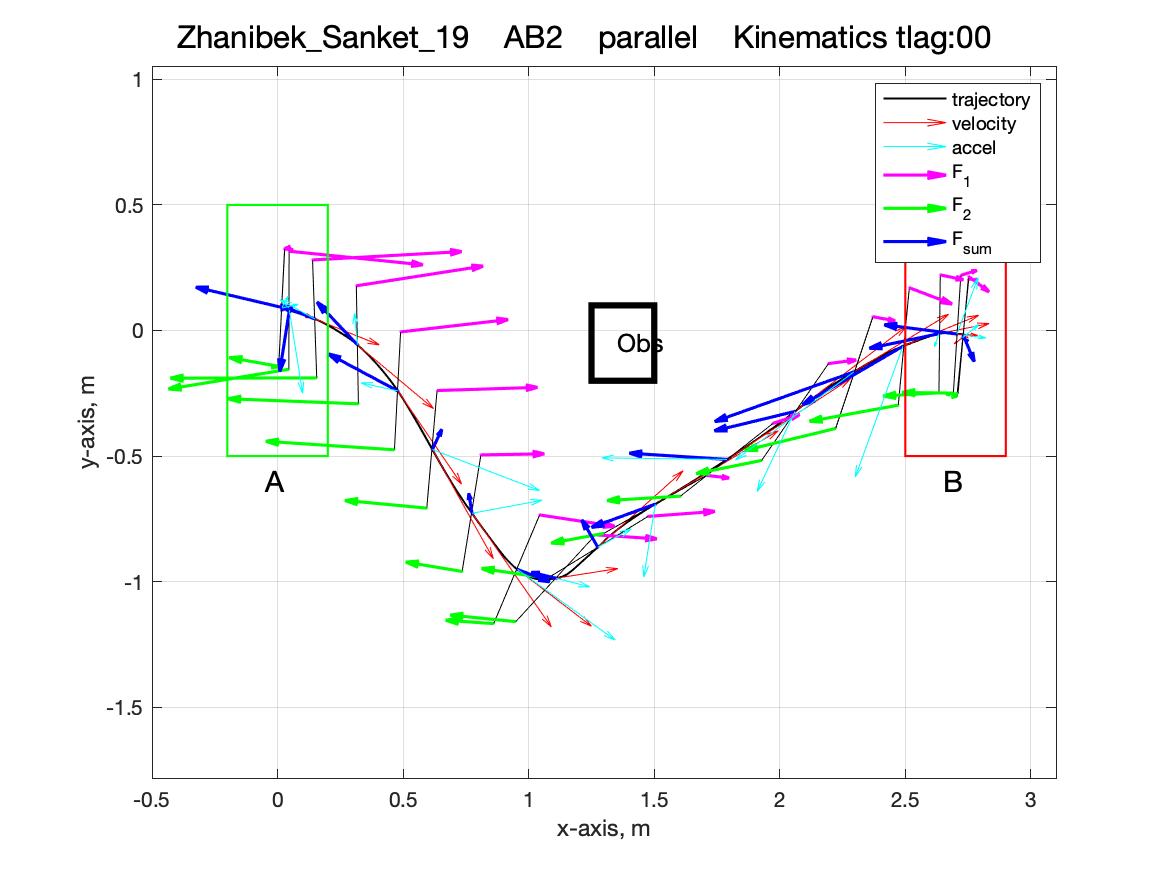 Zhanibek_Sanket_19 AB2 parallel Kinematics tlag:00
trajectory
velocity
accel
F1
F2
Fsum
1
0.5
0
-0.5
-1
-1.5
y-axis, m
Obs
A
B
-0.5 0 0.5 1 1.5 2 2.5 3
x-axis, m